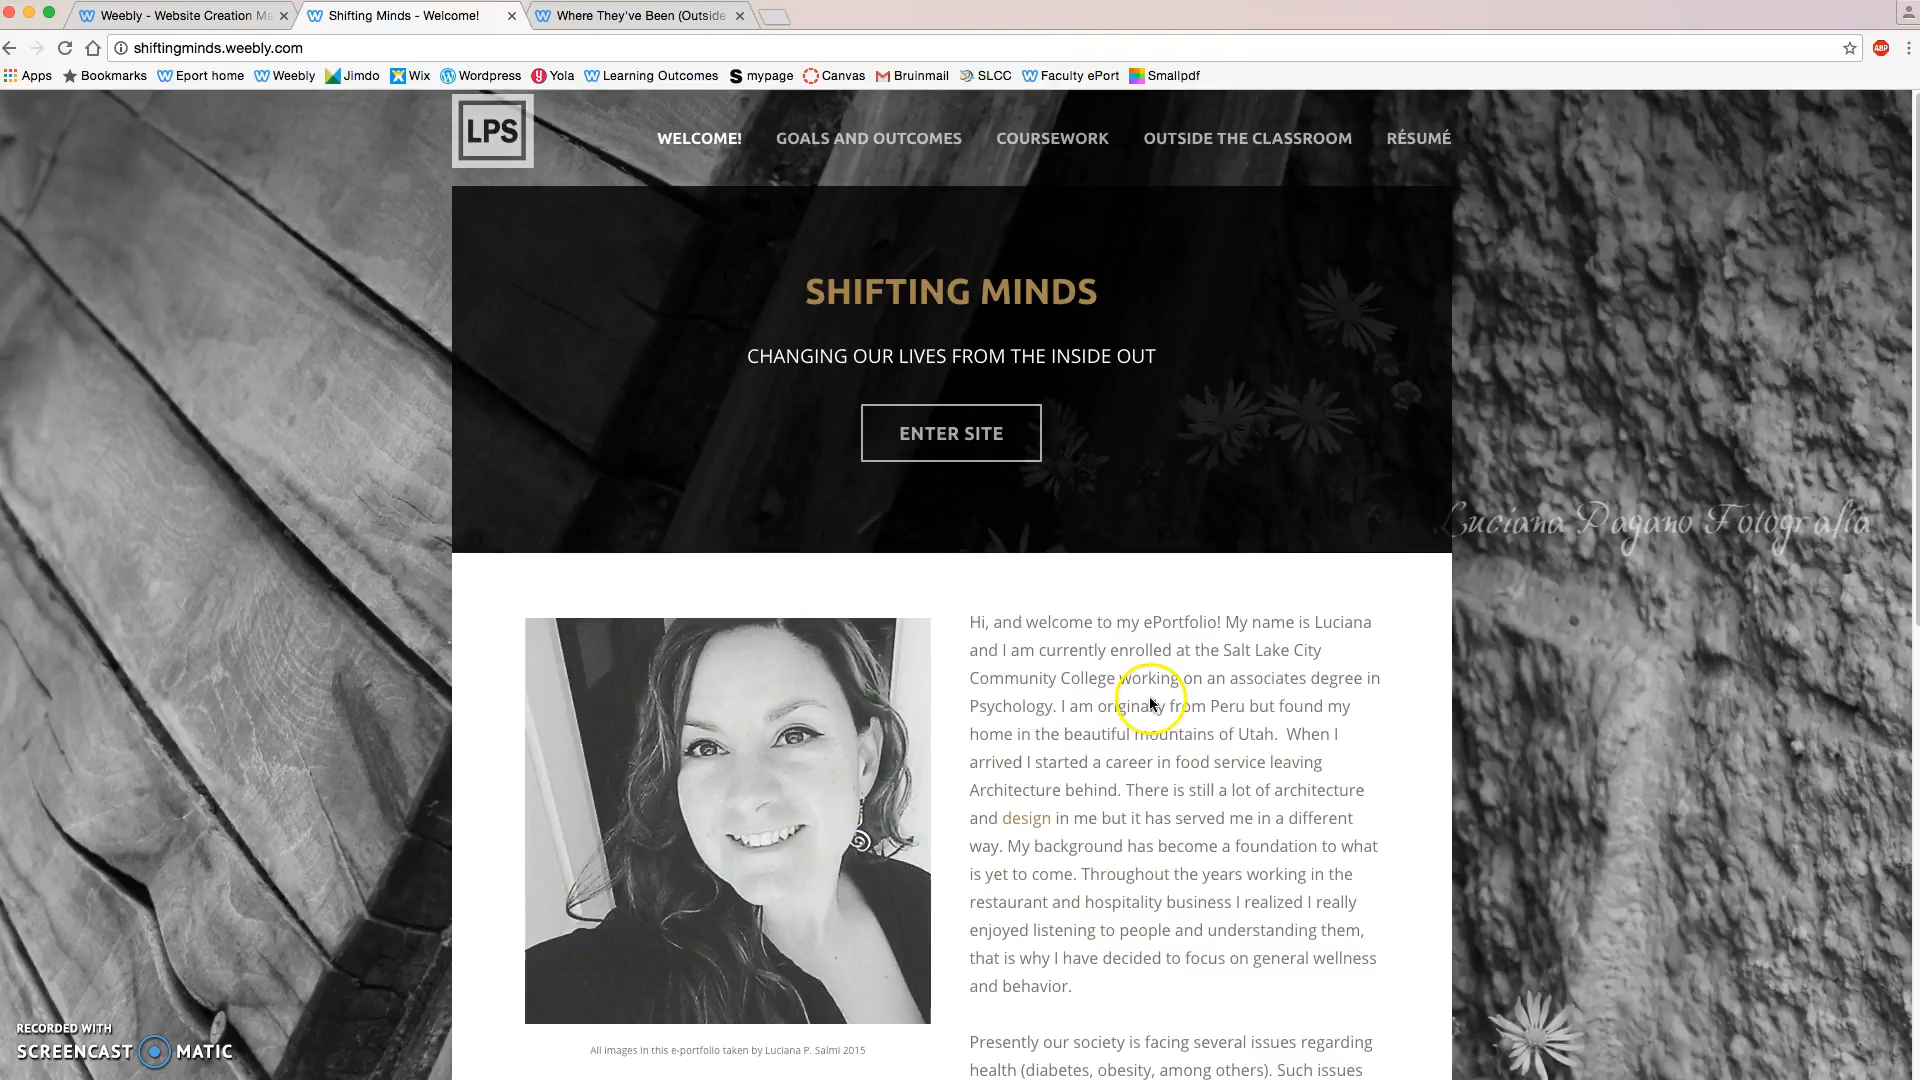 Weebly - Website Creation Ma
Shifting Minds - Welcome!
Where They've Been (Outside
shiftingminds.weebly.com
ABP
Apps Bookmarks Eport home Weebly Jimdo Wix Wordpress Yola Learning Outcomes mypage Canvas Bruinmail SLCC Faculty ePort Smallpdf
LPS
WELCOME! GOALS AND OUTCOMES COURSEWORK OUTSIDE THE CLASSROOM RÉSUMÉ
SHIFTING MINDS
CHANGING OUR LIVES FROM THE INSIDE OUT
ENTER SITE
Luciana Pagano Fotografía
Hi, and welcome to my ePortfolio! My name is Luciana
and I am currently enrolled at the Salt Lake City
Community College working on an associates degree in
Psychology. I am originally from Peru but found my
home in the beautiful mountains of Utah. When I
arrived I started a career in food service leaving
Architecture behind. There is still a lot of architecture
and design in me but it has served me in a different
way. My background has become a foundation to what
is yet to come. Throughout the years working in the
restaurant and hospitality business I realized I really
enjoyed listening to people and understanding them,
that is why I have decided to focus on general wellness
and behavior.
Presently our society is facing several issues regarding
health (diabetes, obesity, among others). Such issues
All images in this e-portfolio taken by Luciana P. Salmi 2015
RECORDED WITH
SCREENCAST MATIC